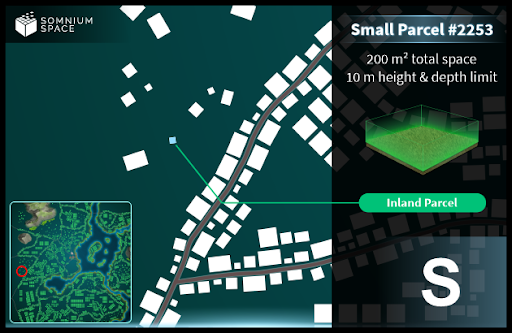 SOMNIUM
SPACE
Small Parcel #2253
200 m² total space
10 m height & depth limit
Inland Parcel
S